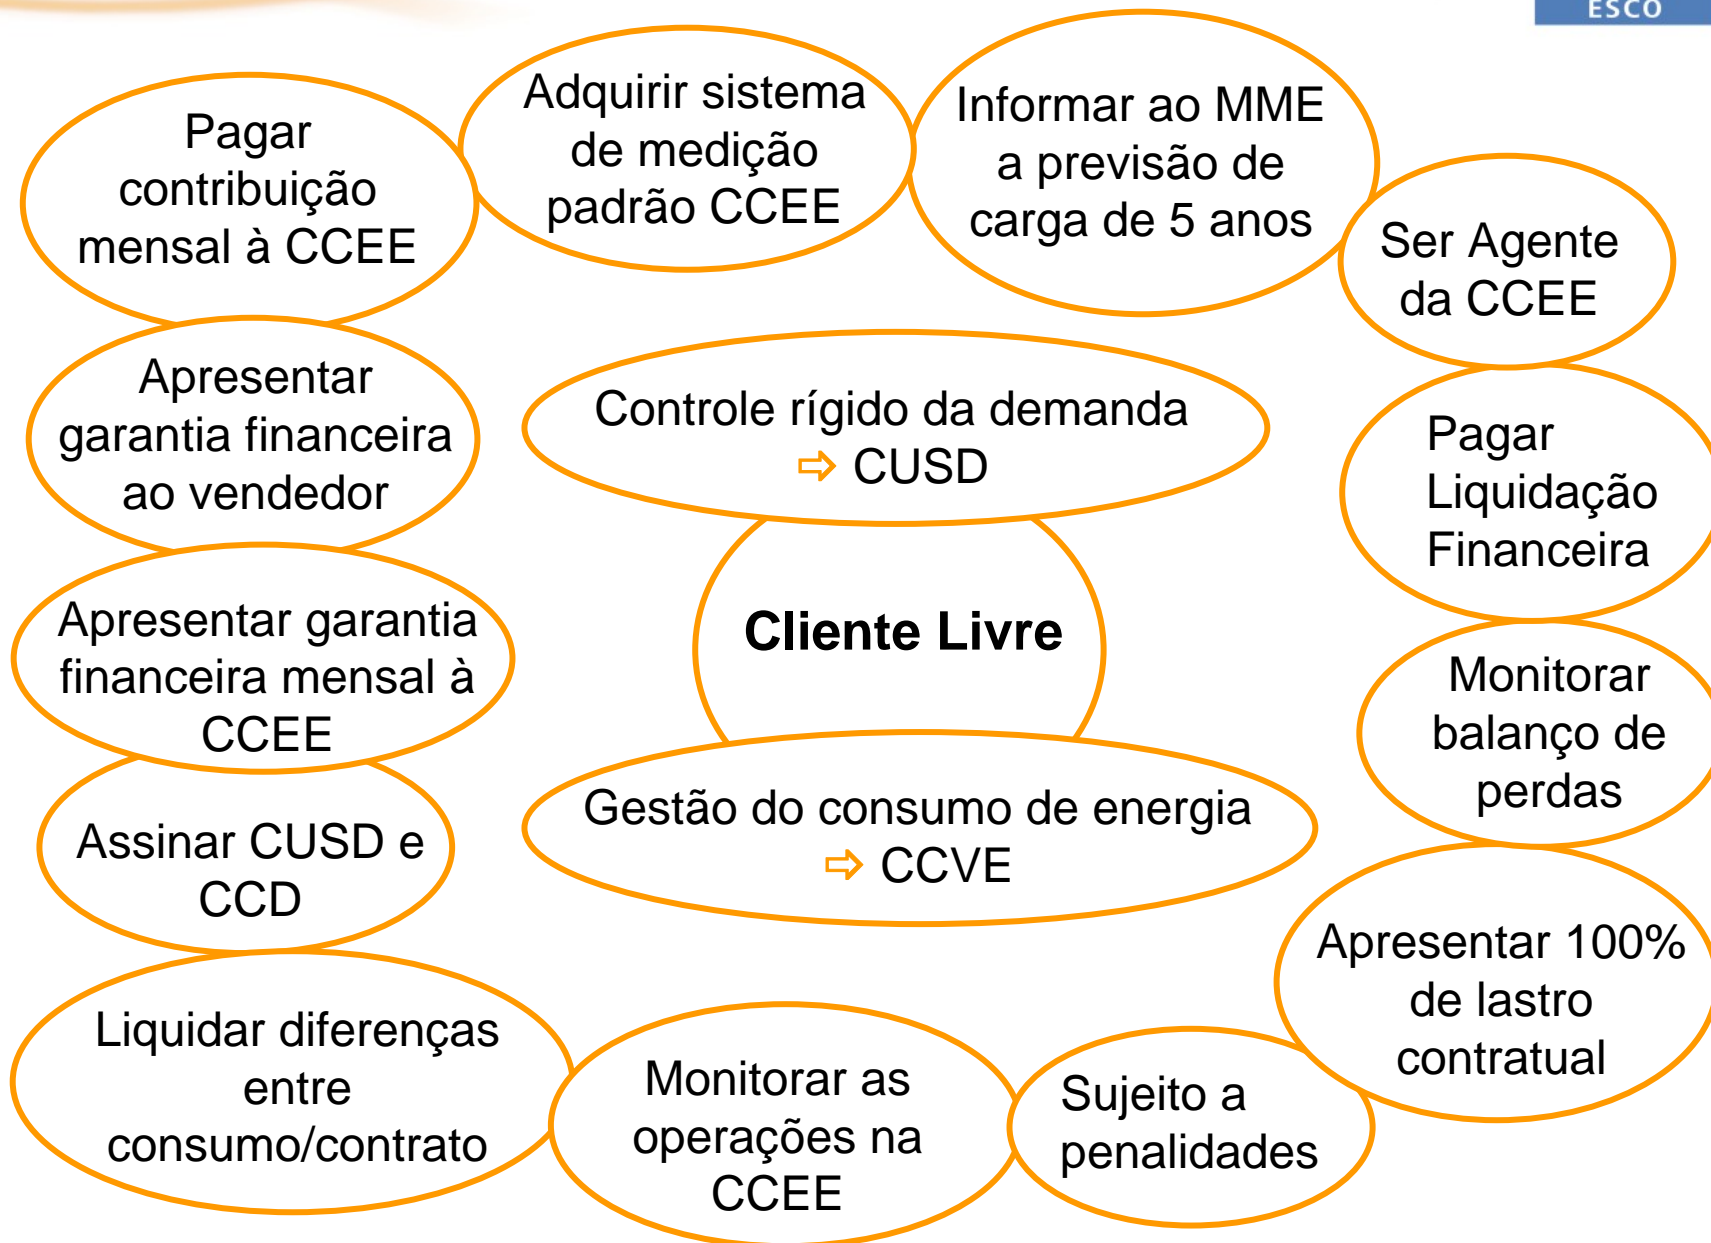 ESCO
Pagar
contribuição
mensal à CCEE
Adquirir sistema
de medição
padrão CCEE
Informar ao MME
a previsão de
carga de 5 anos
Ser Agente
da CCEE
Apresentar
garantia financeira
ao vendedor
Controle rígido da demanda
⇨ CUSD
Pagar
Liquidação
Financeira
Apresentar garantia
financeira mensal à
CCEE
Cliente Livre
Monitorar
balanço de
perdas
Assinar CUSD e
CCD
Gestão do consumo de energia
⇨ CCVE
Apresentar 100%
de lastro
contratual
Liquidar diferenças
entre
consumo/contrato
Monitorar as
operações na
CCEE
Sujeito a
penalidades